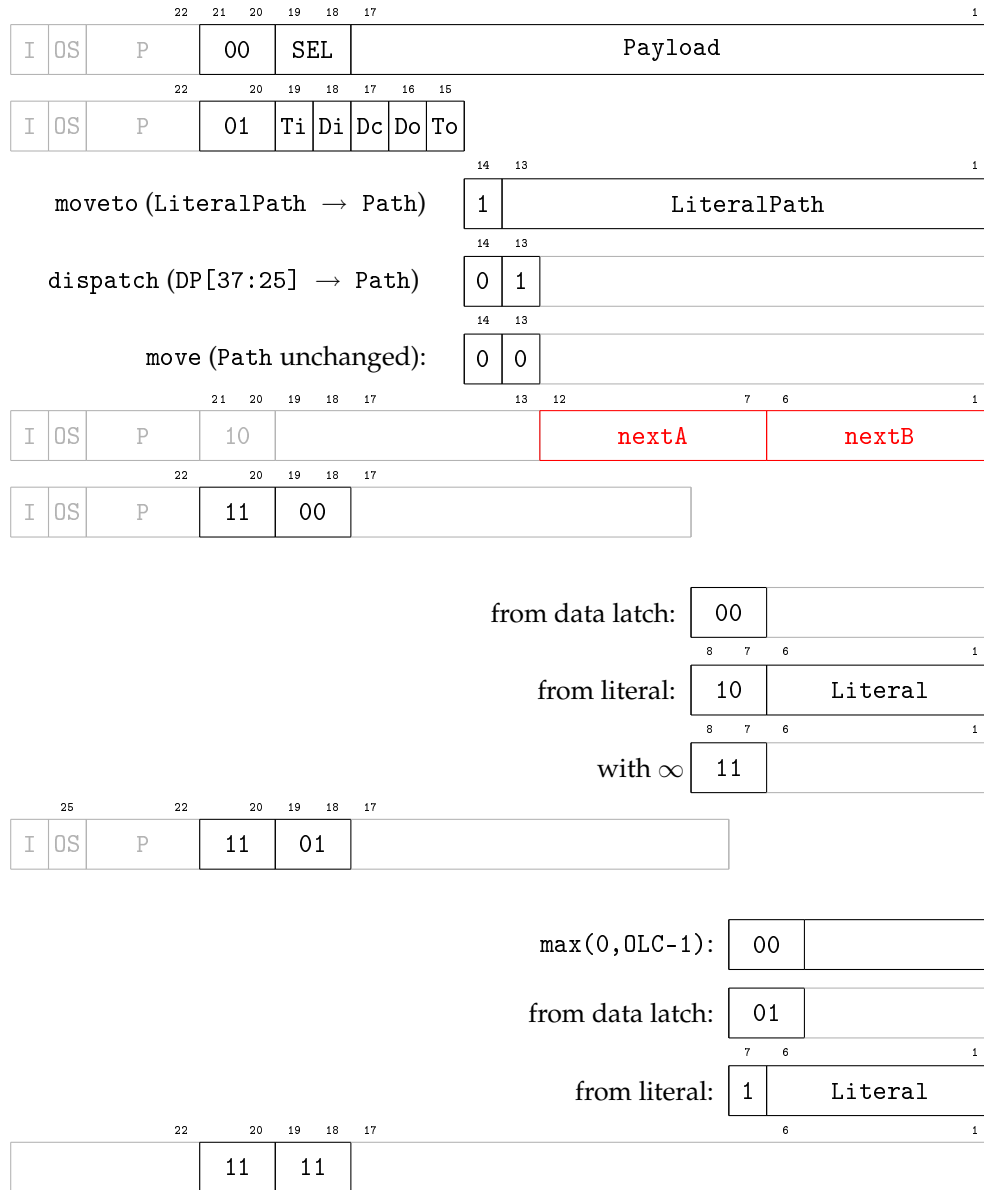 22 21 20 19 18 17 1
I OS P 00 SEL Payload
22 20 19 18 17 16 15
I OS P 01 Ti Di Dc Do To
14 13 1
moveto (LiteralPath → Path) 1 LiteralPath
14 13
dispatch (DP[37:25] → Path) 0 1
14 13
move (Path unchanged): 0 0
21 20 19 18 17 13 12 7 6 1
I OS P 10 nextA nextB
22 20 19 18 17
I OS P 11 00
from data latch: 00
8 7 6 1
from literal: 10 Literal
8 7 6 1
with ∞ 11
25 22 20 19 18 17
I OS P 11 01
max(0,OLC-1): 00
from data latch: 01
7 6 1
from literal: 1 Literal
22 20 19 18 17 6 1
11 11